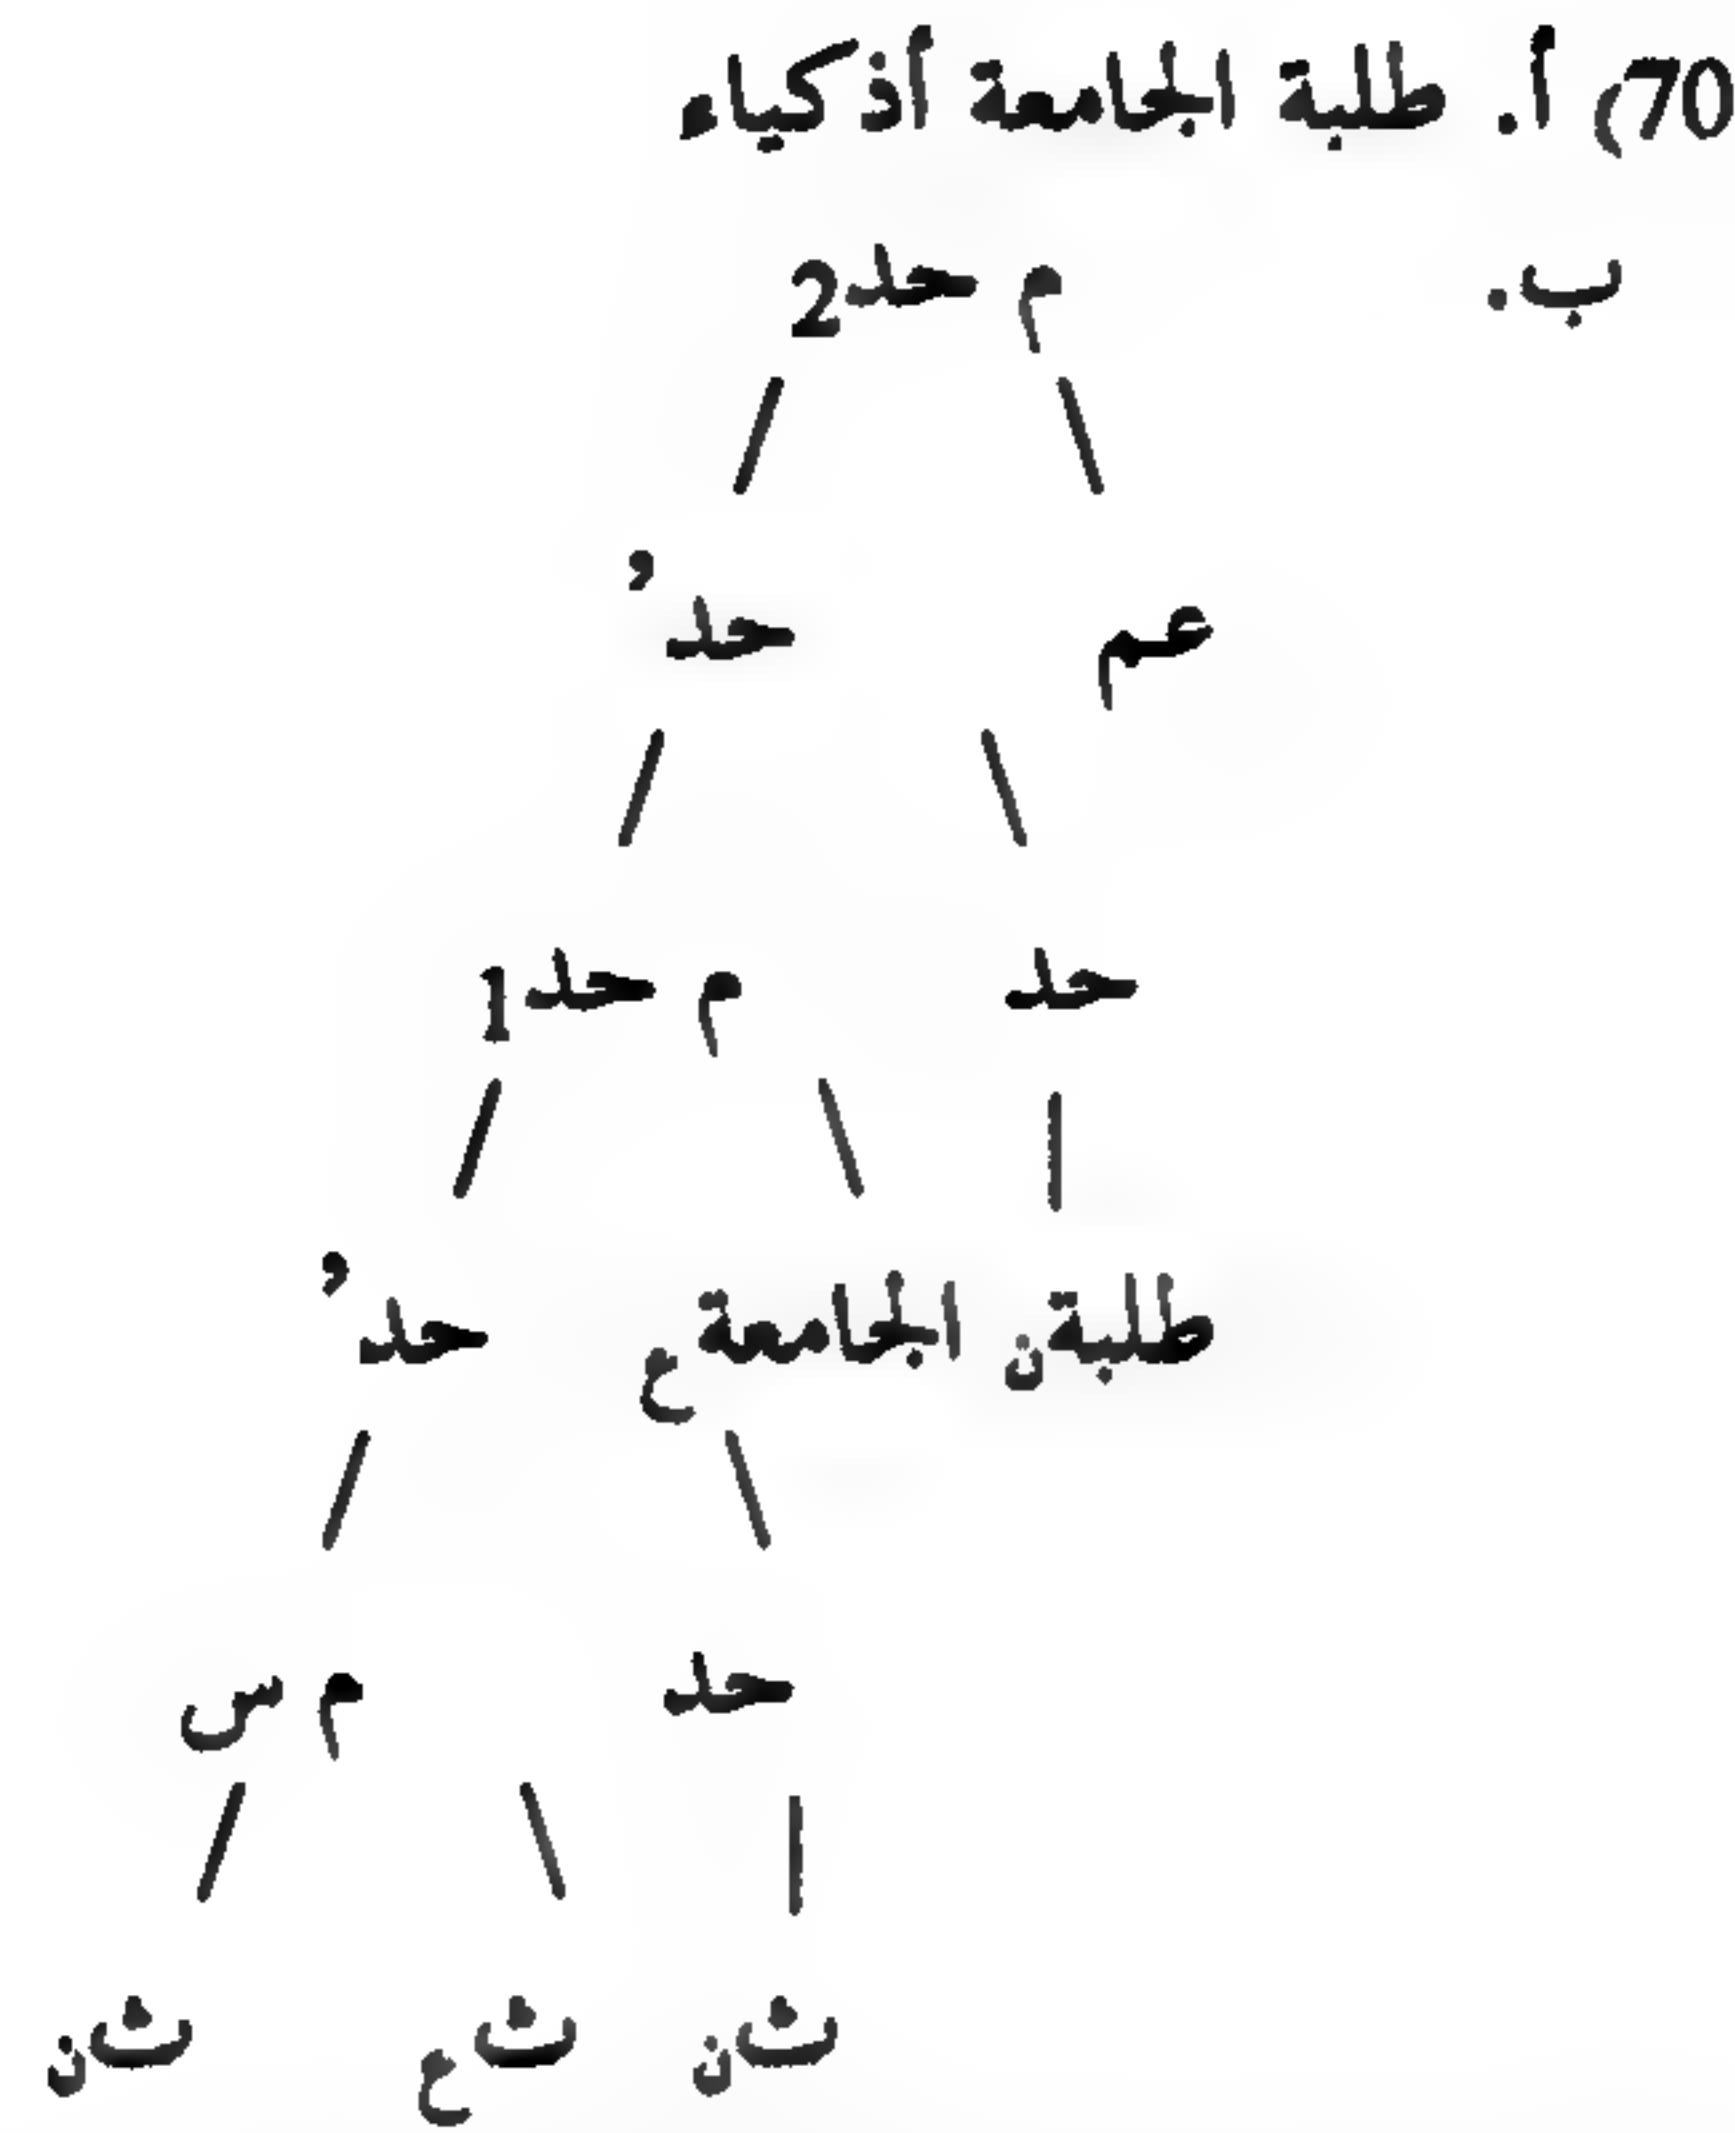 70) أ. طلبة الجامعة أذكياء
ب. م حد2
عم حد'
حد م حد1
طلبةن الجامعةع حد'
حد م س
ثن ثع ثن